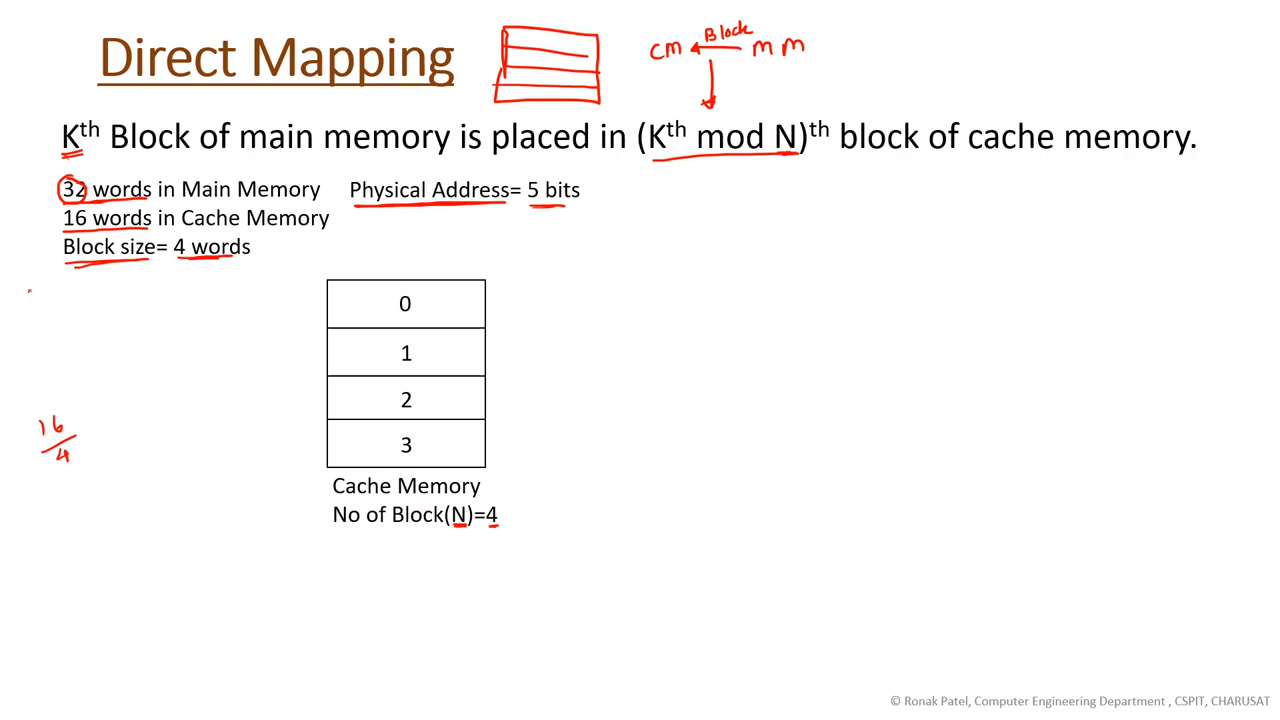 Direct Mapping
CM Block MM
Kth Block of main memory is placed in (Kth mod N)th block of cache memory.
32 words in Main Memory Physical Address= 5 bits
16 words in Cache Memory
Block size= 4 words
0
1
2
16
4
3
Cache Memory
No of Block(N)=4
© Ronak Patel, Computer Engineering Department , CSPIT, CHARUSAT